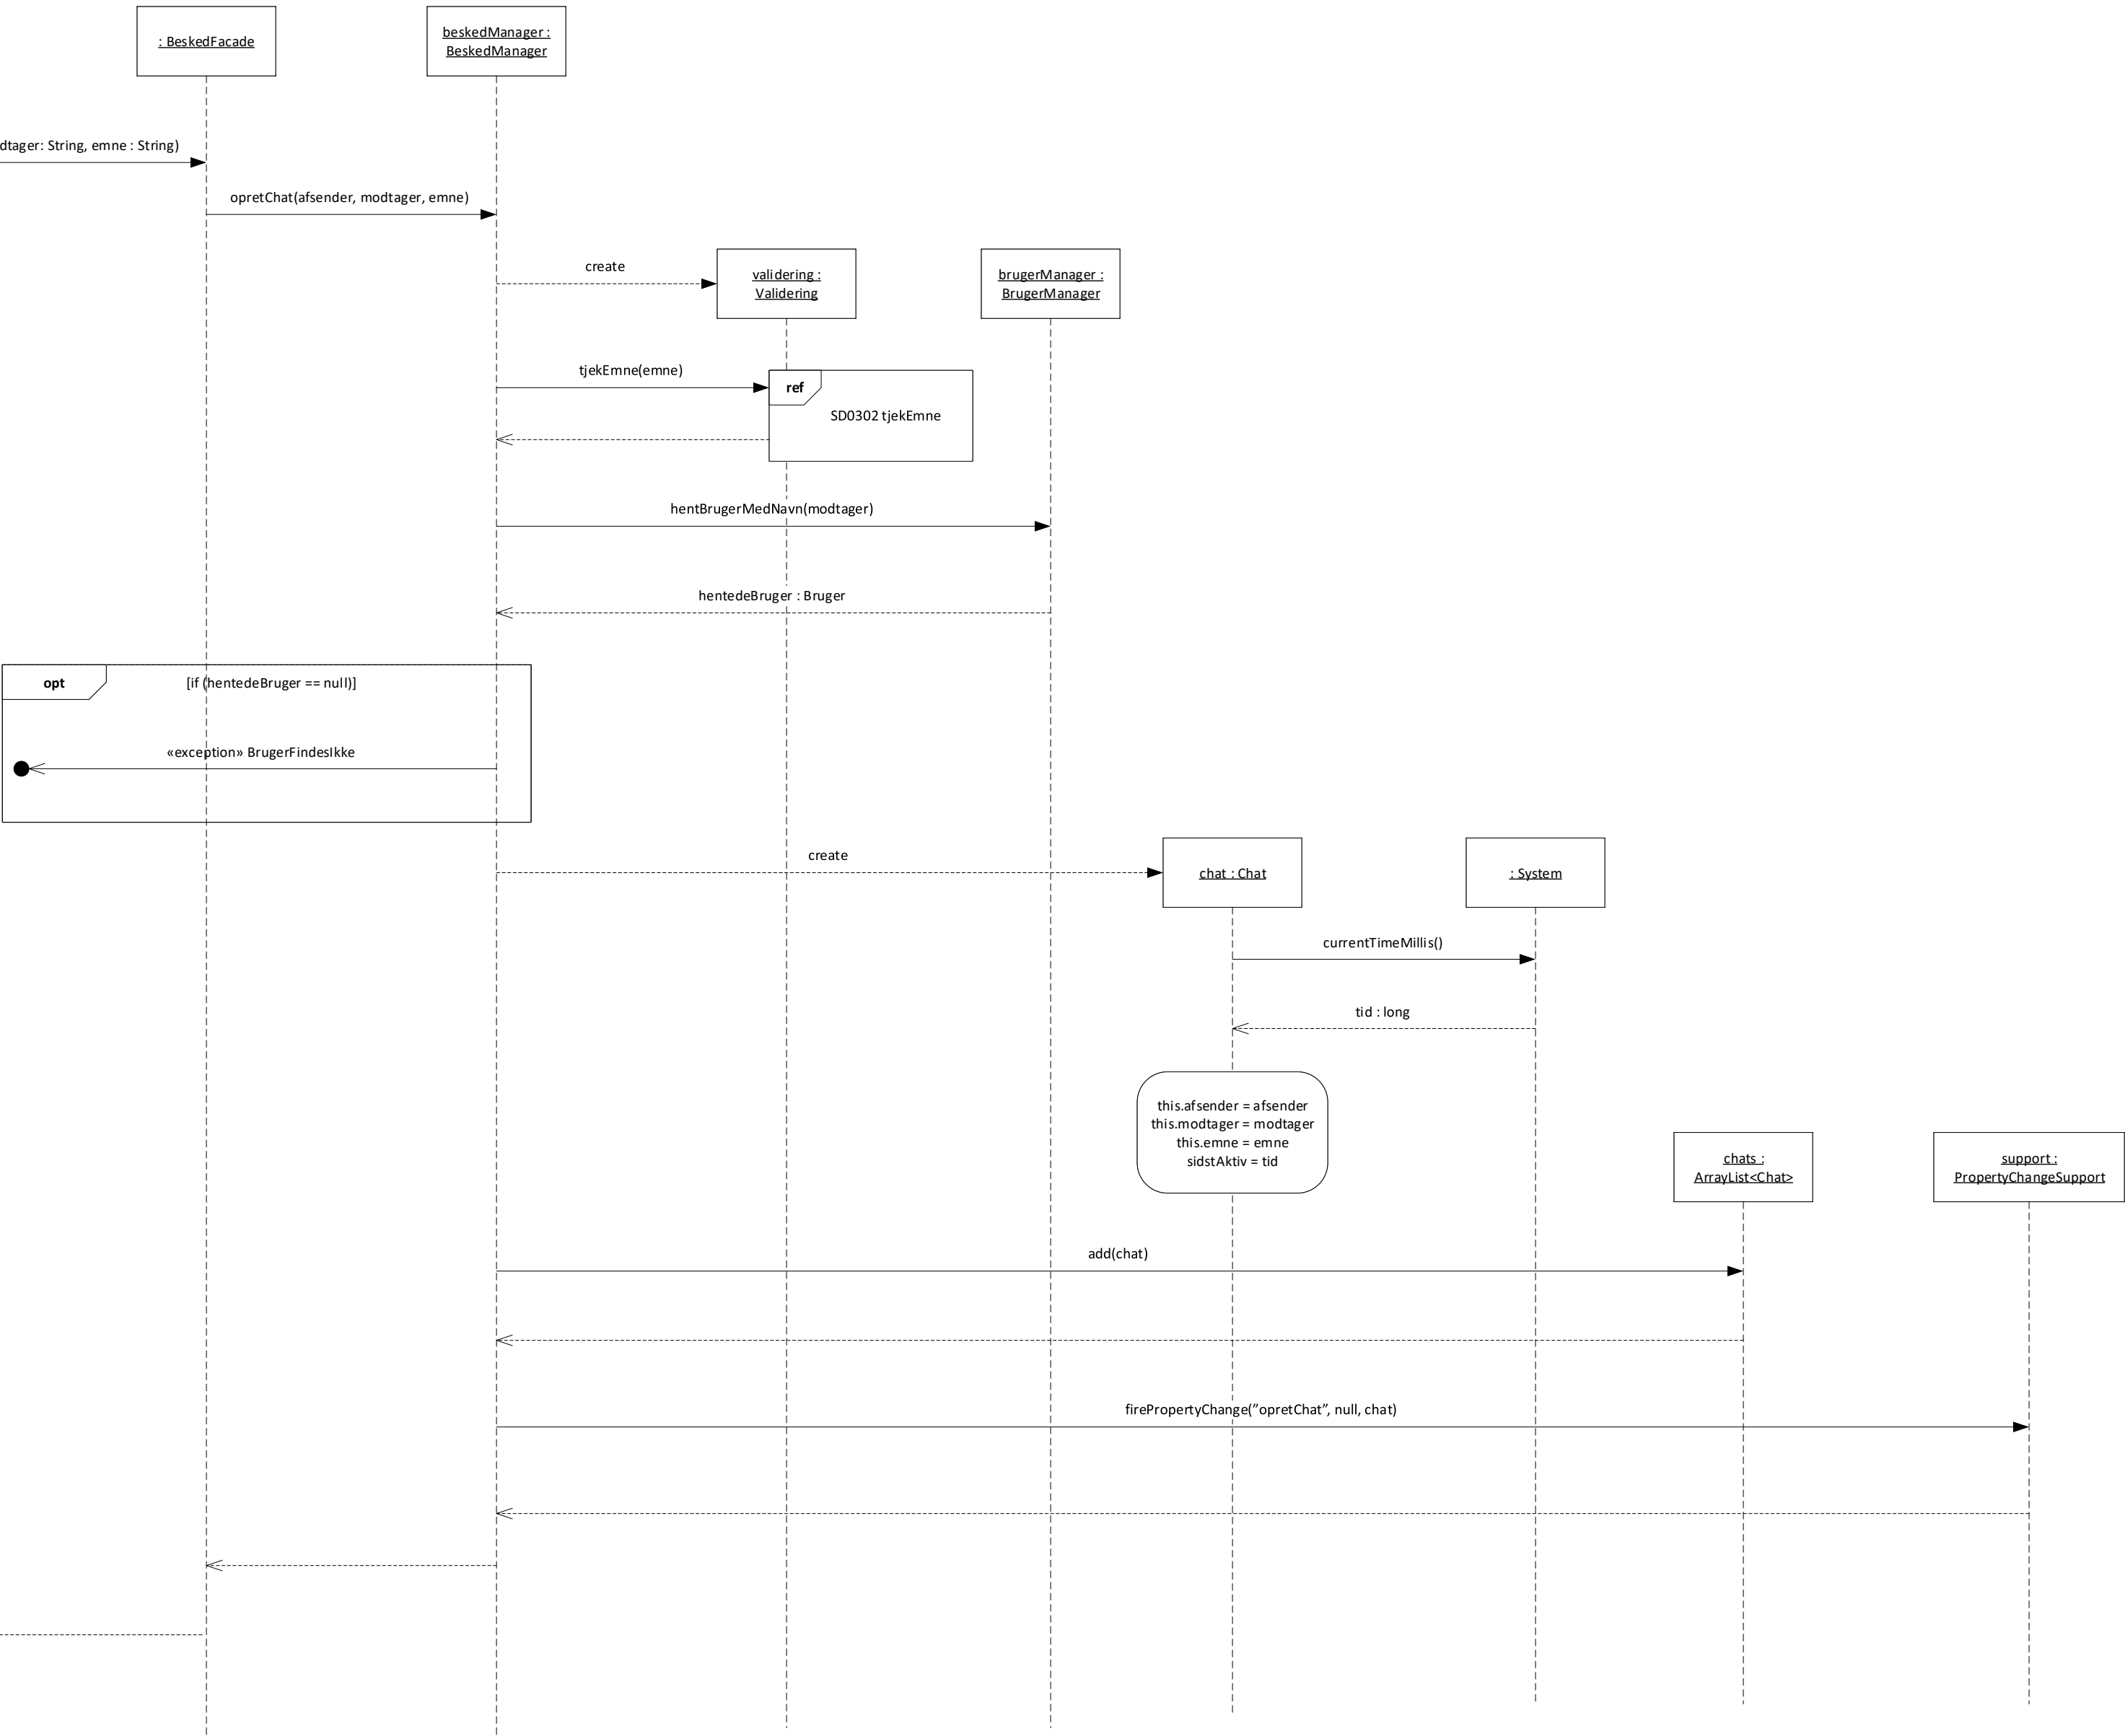 : BeskedFacade
beskedManager :
BeskedManager
dtager: String, emne : String)
opretChat(afsender, modtager, emne)
create
validering :
Validering
brugerManager :
BrugerManager
tjekEmne(emne)
ref
SD0302 tjekEmne
hentBrugerMedNavn(modtager)
hentedeBruger : Bruger
opt
[if (hentedeBruger == null)]
«exception» BrugerFindesIkke
create
chat : Chat
: System
currentTimeMillis()
tid : long
this.afsender = afsender
this.modtager = modtager
this.emne = emne
sidstAktiv = tid
chats :
ArrayList<Chat>
support :
PropertyChangeSupport
add(chat)
firePropertyChange(”opretChat”, null, chat)